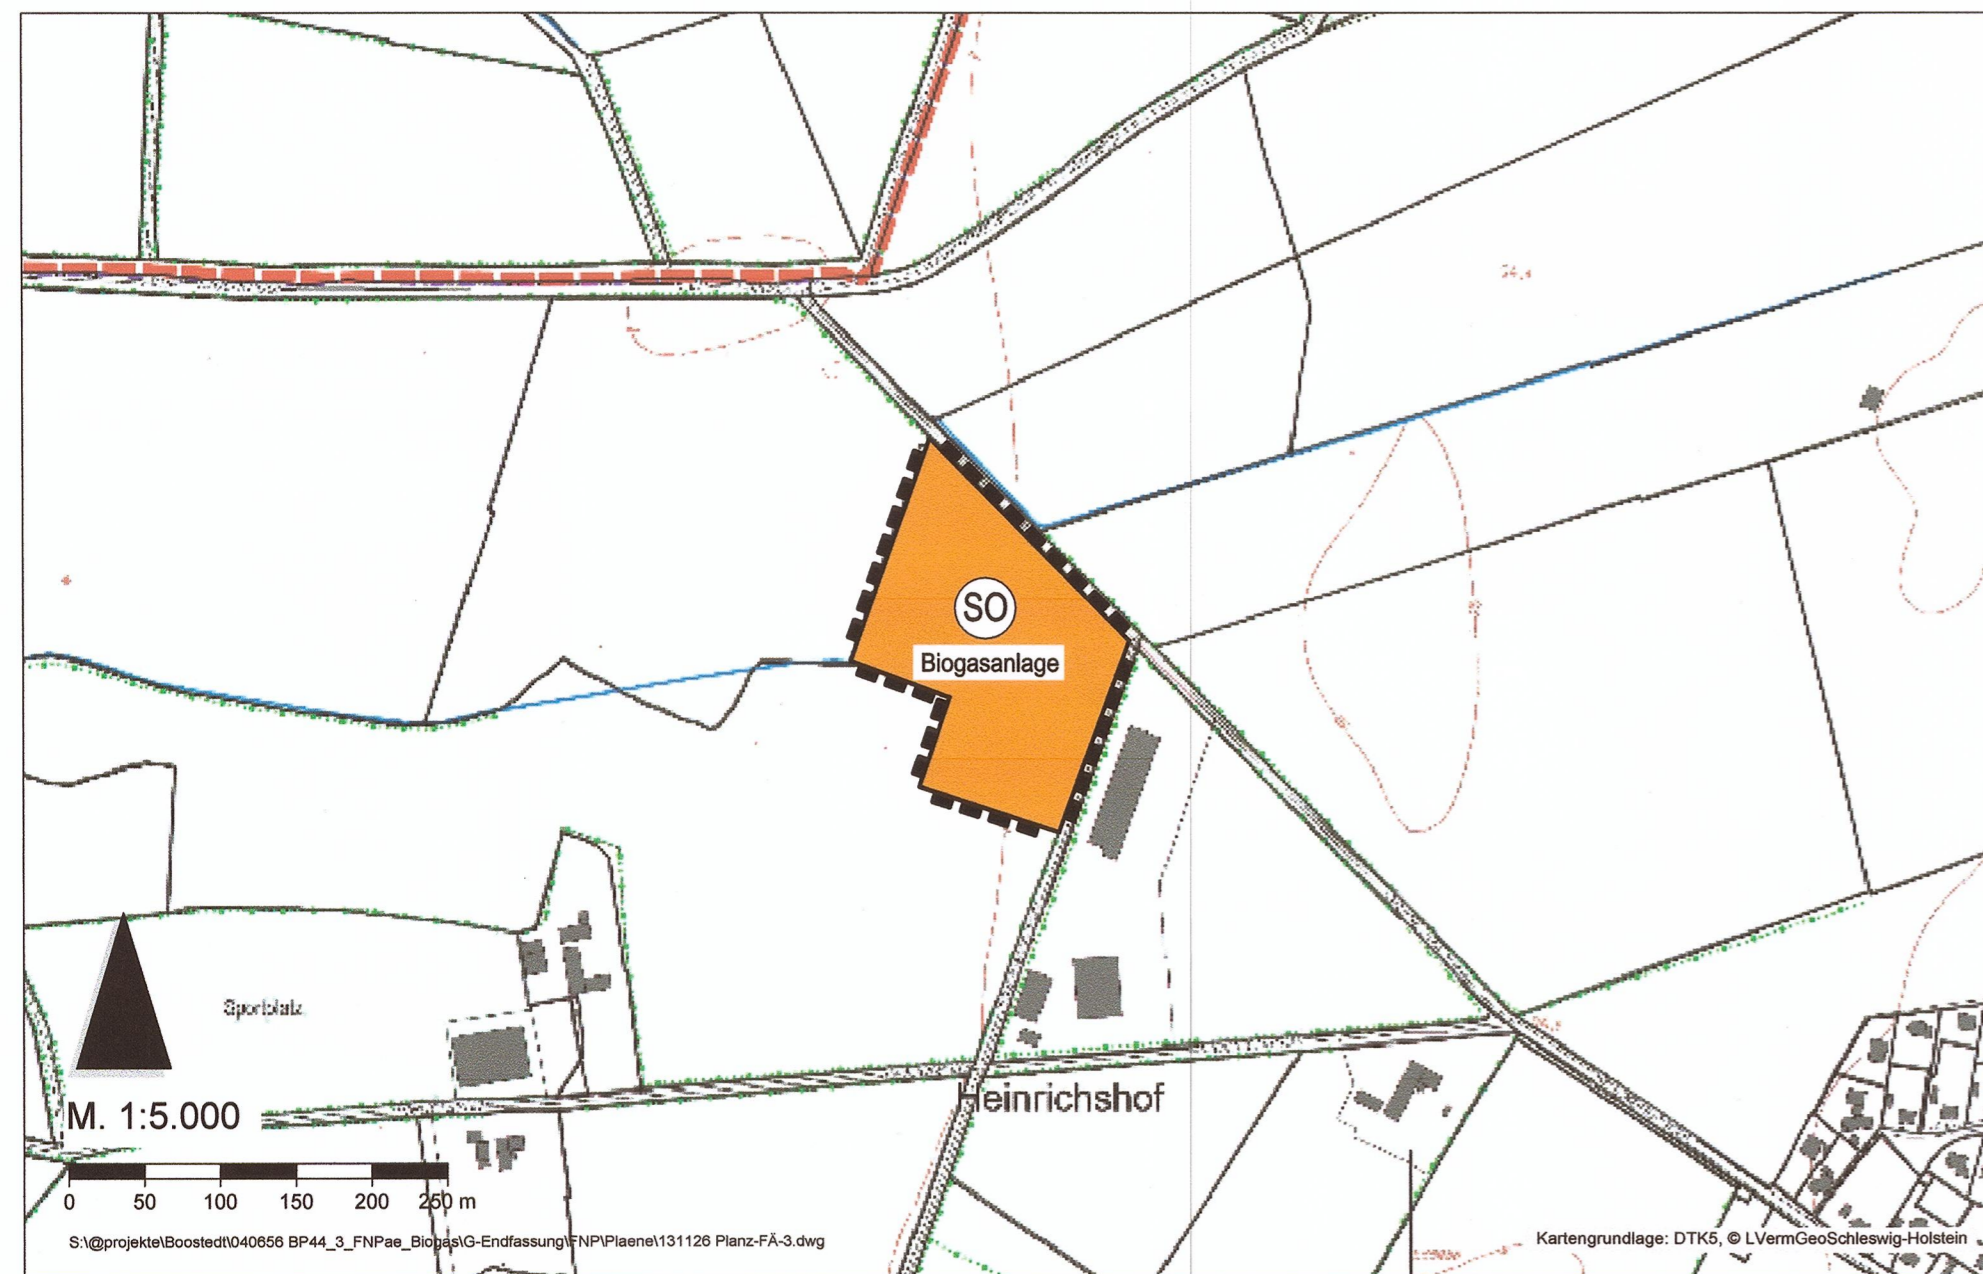 SO
Biogasanlage
Sportplatz
Heinrichshof
M. 1:5.000
0 50 100 150 200 250 m
S:\@projekte\Boostedt\040656 BP44_3_FNPae_Biogas\G-Endfassung\FNP\Plaene\131126 Planz-FÄ-3.dwg
Kartengrundlage: DTK5, © LVermGeoSchleswig-Holstein